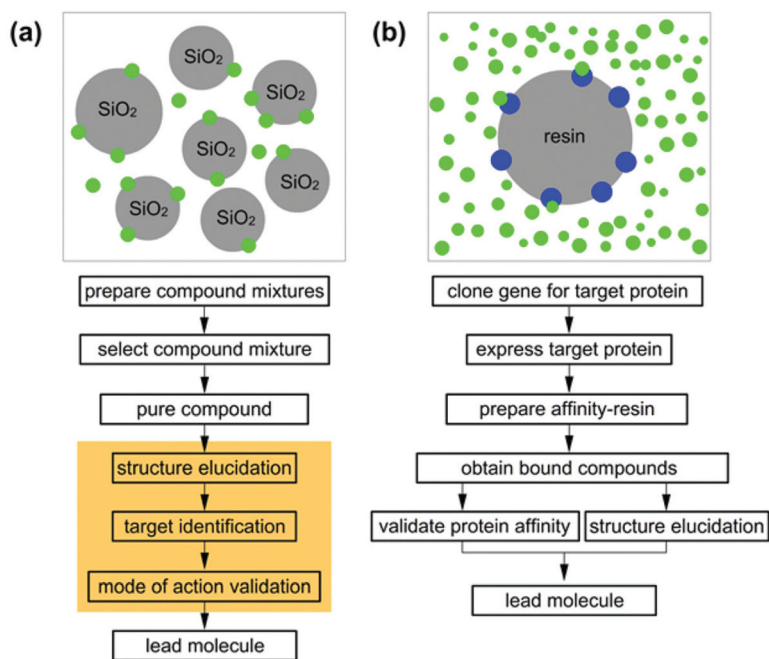 (a)
SiO2
SiO2
SiO2
SiO2
SiO2
SiO2
SiO2
prepare compound mixtures
select compound mixture
pure compound
structure elucidation
target identification
mode of action validation
lead molecule
(b)
resin
clone gene for target protein
express target protein
prepare affinity-resin
obtain bound compounds
validate protein affinity
structure elucidation
lead molecule